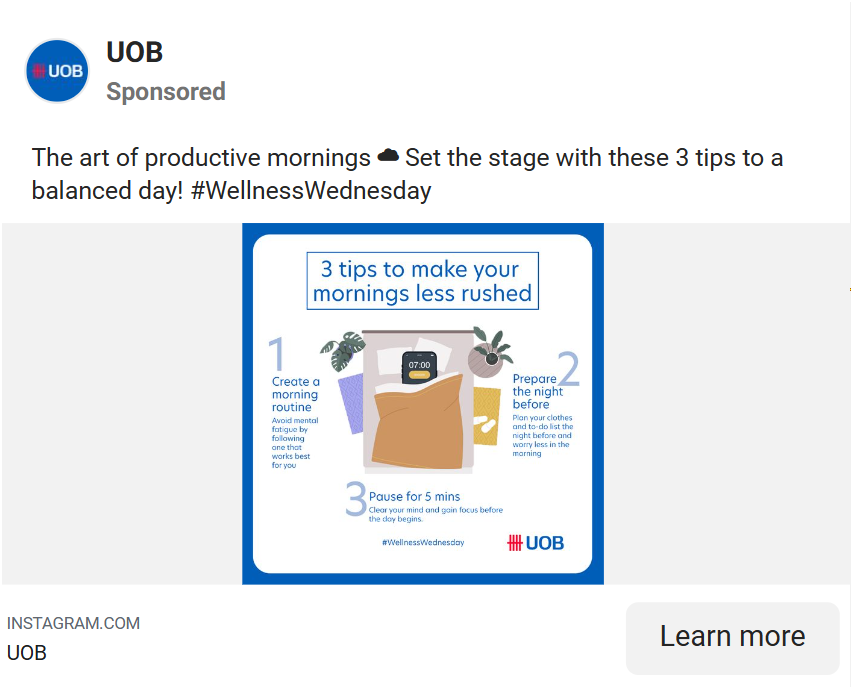 UOB
UOB
Sponsored
The art of productive mornings ☁ Set the stage with these 3 tips to a
balanced day! #WellnessWednesday
3 tips to make your
mornings less rushed
1
Create a
morning
routine
Avoid mental
fatigue by
following
one that
works best
for you
07:00
2
Prepare
the night
before
Plan your clothes
and to-do list the
night before and
worry less in the
morning
3
Pause for 5 mins
Clear your mind and gain focus before
the day begins.
#WellnessWednesday
UOB
INSTAGRAM.COM
UOB
Learn more